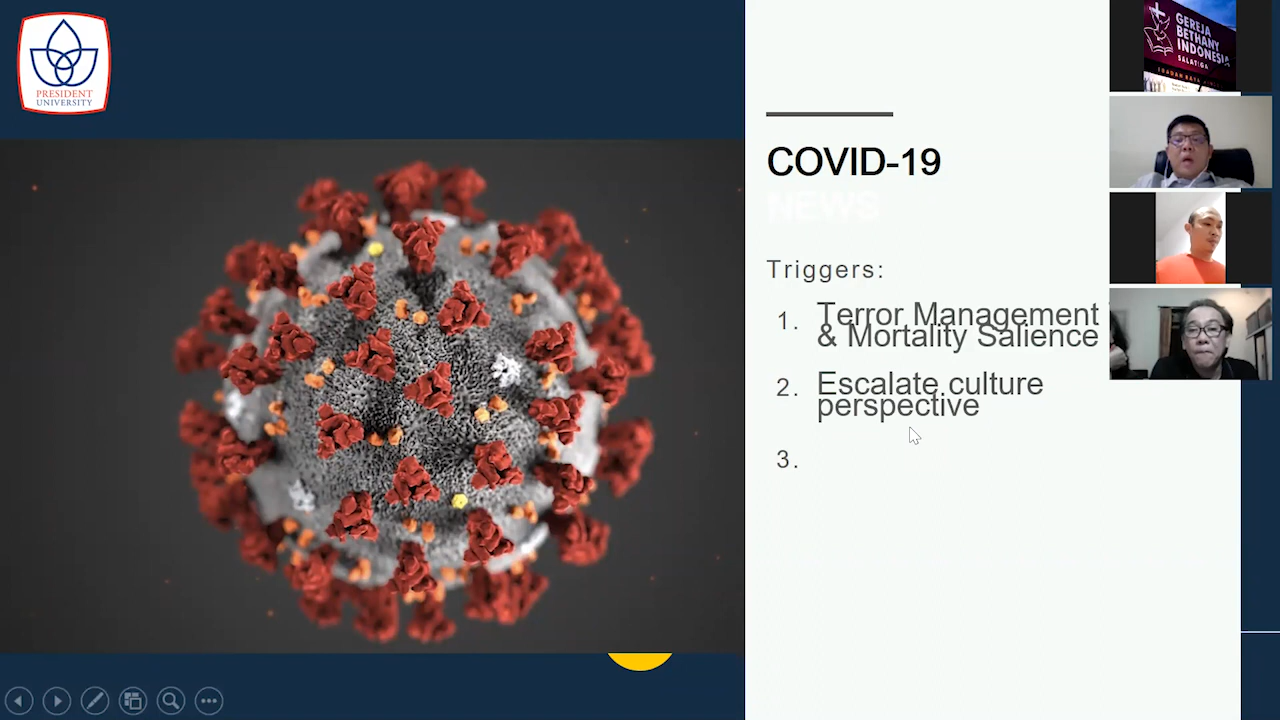 PRESIDENT
UNIVERSITY
COVID-19
NEWS
Triggers:
1. Terror Management
& Mortality Salience
2. Escalate culture
perspective
3.
GEREJA
BETHANY
INDONESIA
SALATIGA